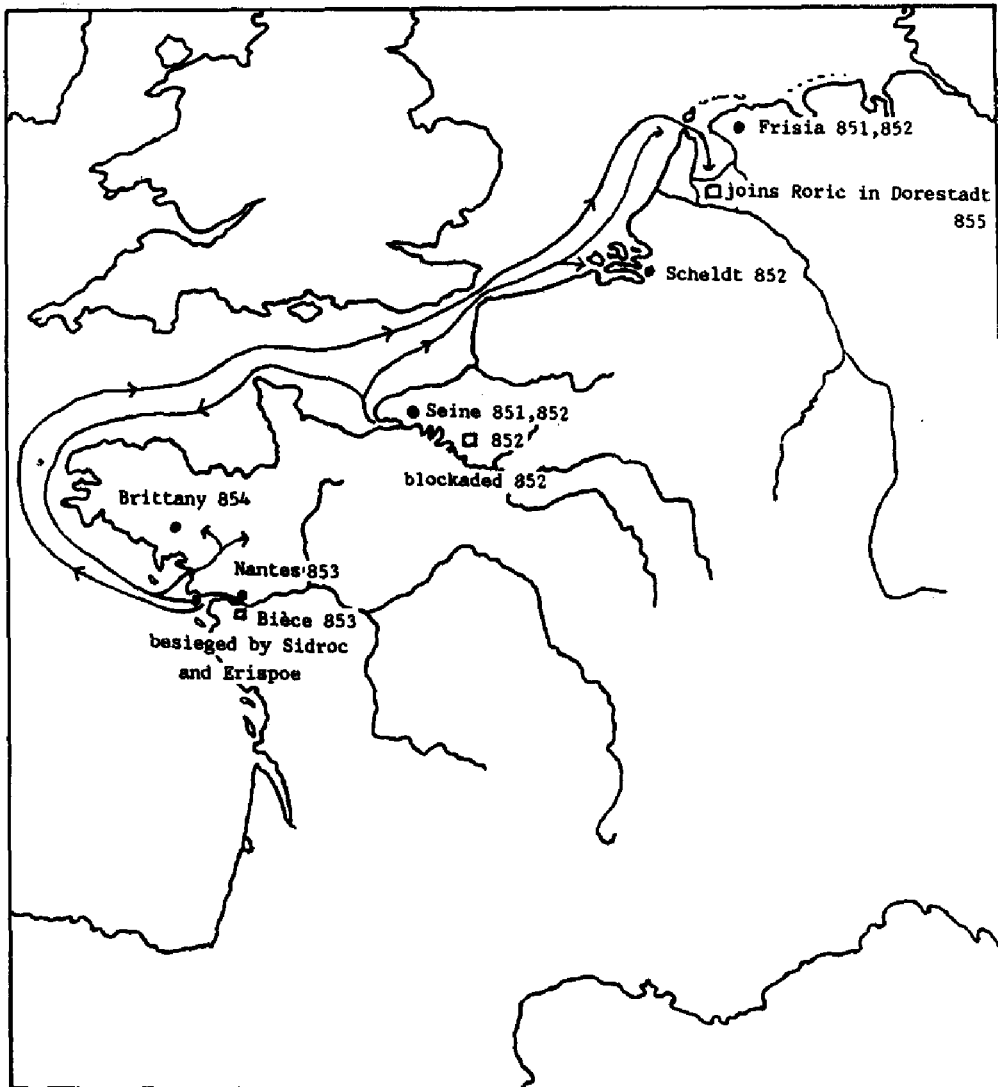 Frisia 851,852
joins Roric in Dorestadt
855
Scheldt 852
Seine 851,852
852
blockaded 852
Brittany 854
Nantes 853
Bièce 853
besieged by Sidroc
and Erispoe